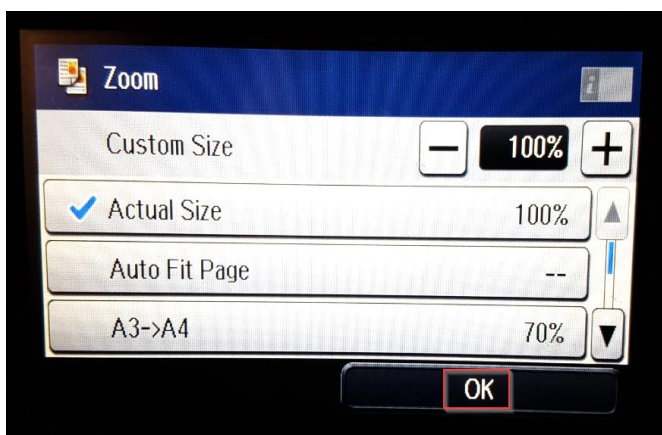 Zoom
Custom Size − 100% +
Actual Size 100%
Auto Fit Page --
A3->A4 70%
OK